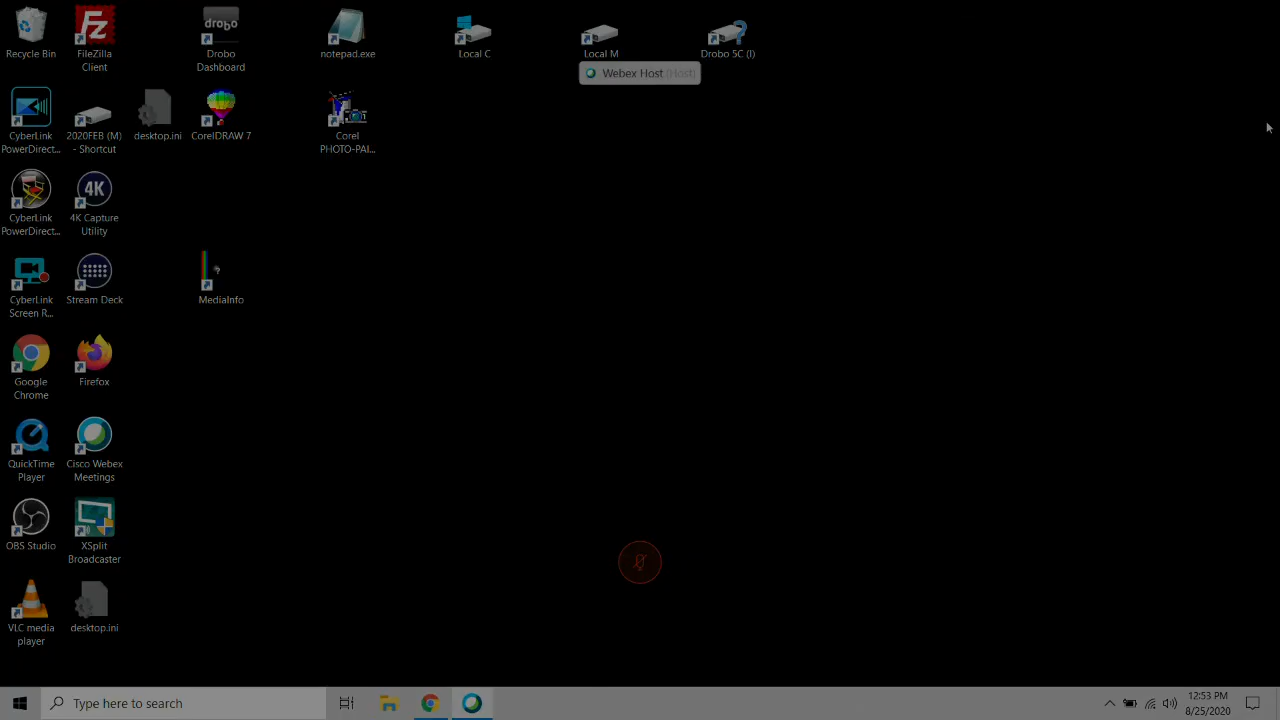 drobo
Recycle Bin
FileZilla
Client
Drobo
Dashboard
notepad.exe
Local C
Local M
Drobo 5C (I)
Webex Host (Host)
CyberLink
PowerDirect...
2020FEB (M)
- Shortcut
desktop.ini
CorelDRAW 7
Corel
PHOTO-PAI...
4K
CyberLink
PowerDirect...
4K Capture
Utility
CyberLink
Screen R...
Stream Deck
MediaInfo
Google
Chrome
Firefox
QuickTime
Player
Cisco Webex
Meetings
OBS Studio
XSplit
Broadcaster
VLC media
player
desktop.ini
Type here to search
12:53 PM
8/25/2020